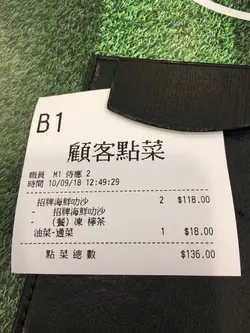 B1
顧客點菜
職員 M1 侍應 2
時間 10/09/18 12:49:29
招牌海鮮叻沙 2 $118.00
- 招牌海鮮叻沙
- (餐) 凍 檸茶
油菜-通菜 1 $18.00
點菜總數 $136.00